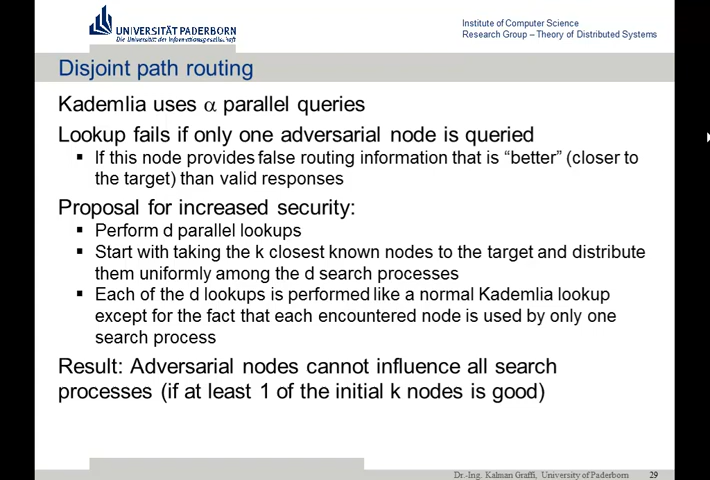 UNIVERSITÄT PADERBORN
Die Universität der Informationsgesellschaft
Institute of Computer Science
Research Group – Theory of Distributed Systems
Disjoint path routing
Kademlia uses α parallel queries
Lookup fails if only one adversarial node is queried
▪ If this node provides false routing information that is “better” (closer to
the target) than valid responses
Proposal for increased security:
▪ Perform d parallel lookups
▪ Start with taking the k closest known nodes to the target and distribute
them uniformly among the d search processes
▪ Each of the d lookups is performed like a normal Kademlia lookup
except for the fact that each encountered node is used by only one
search process
Result: Adversarial nodes cannot influence all search
processes (if at least 1 of the initial k nodes is good)
Dr.-Ing. Kalman Graffi, University of Paderborn 29